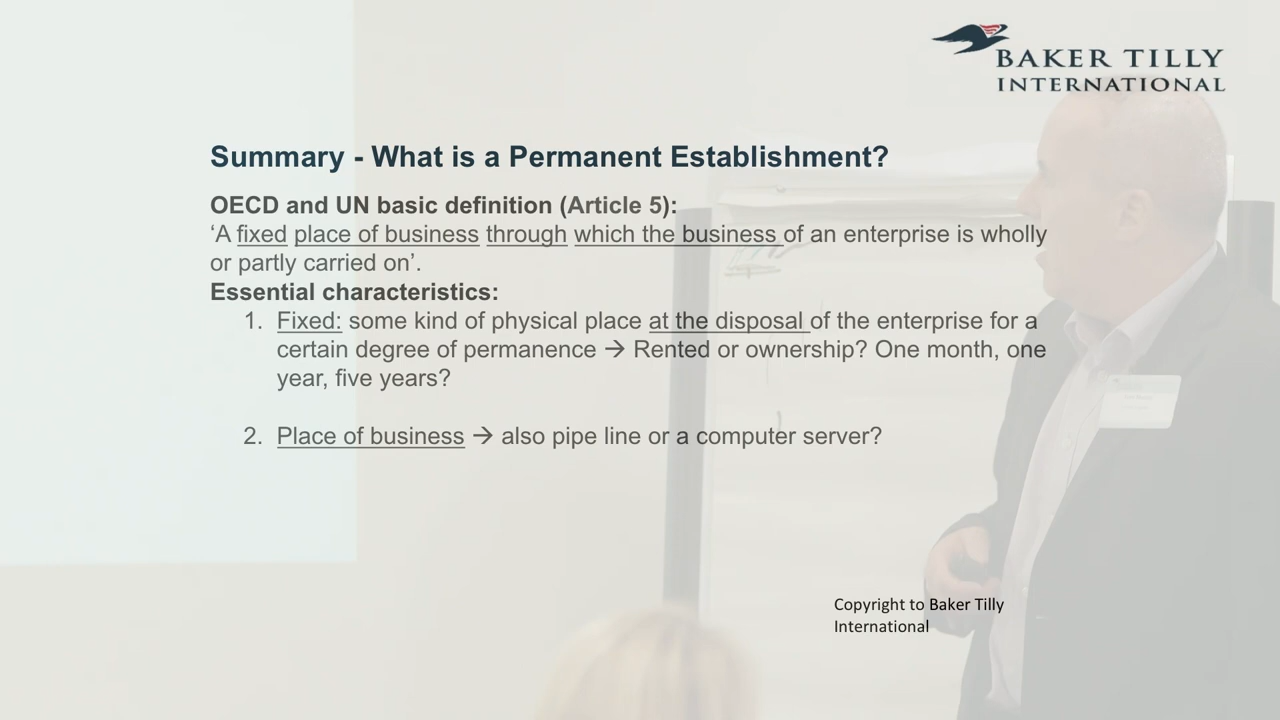 BAKER TILLY
INTERNATIONAL
Summary - What is a Permanent Establishment?
OECD and UN basic definition (Article 5):
‘A fixed place of business through which the business of an enterprise is wholly
or partly carried on’.
Essential characteristics:
1. Fixed: some kind of physical place at the disposal of the enterprise for a
certain degree of permanence → Rented or ownership? One month, one
year, five years?
2. Place of business → also pipe line or a computer server?
Copyright to Baker Tilly
International